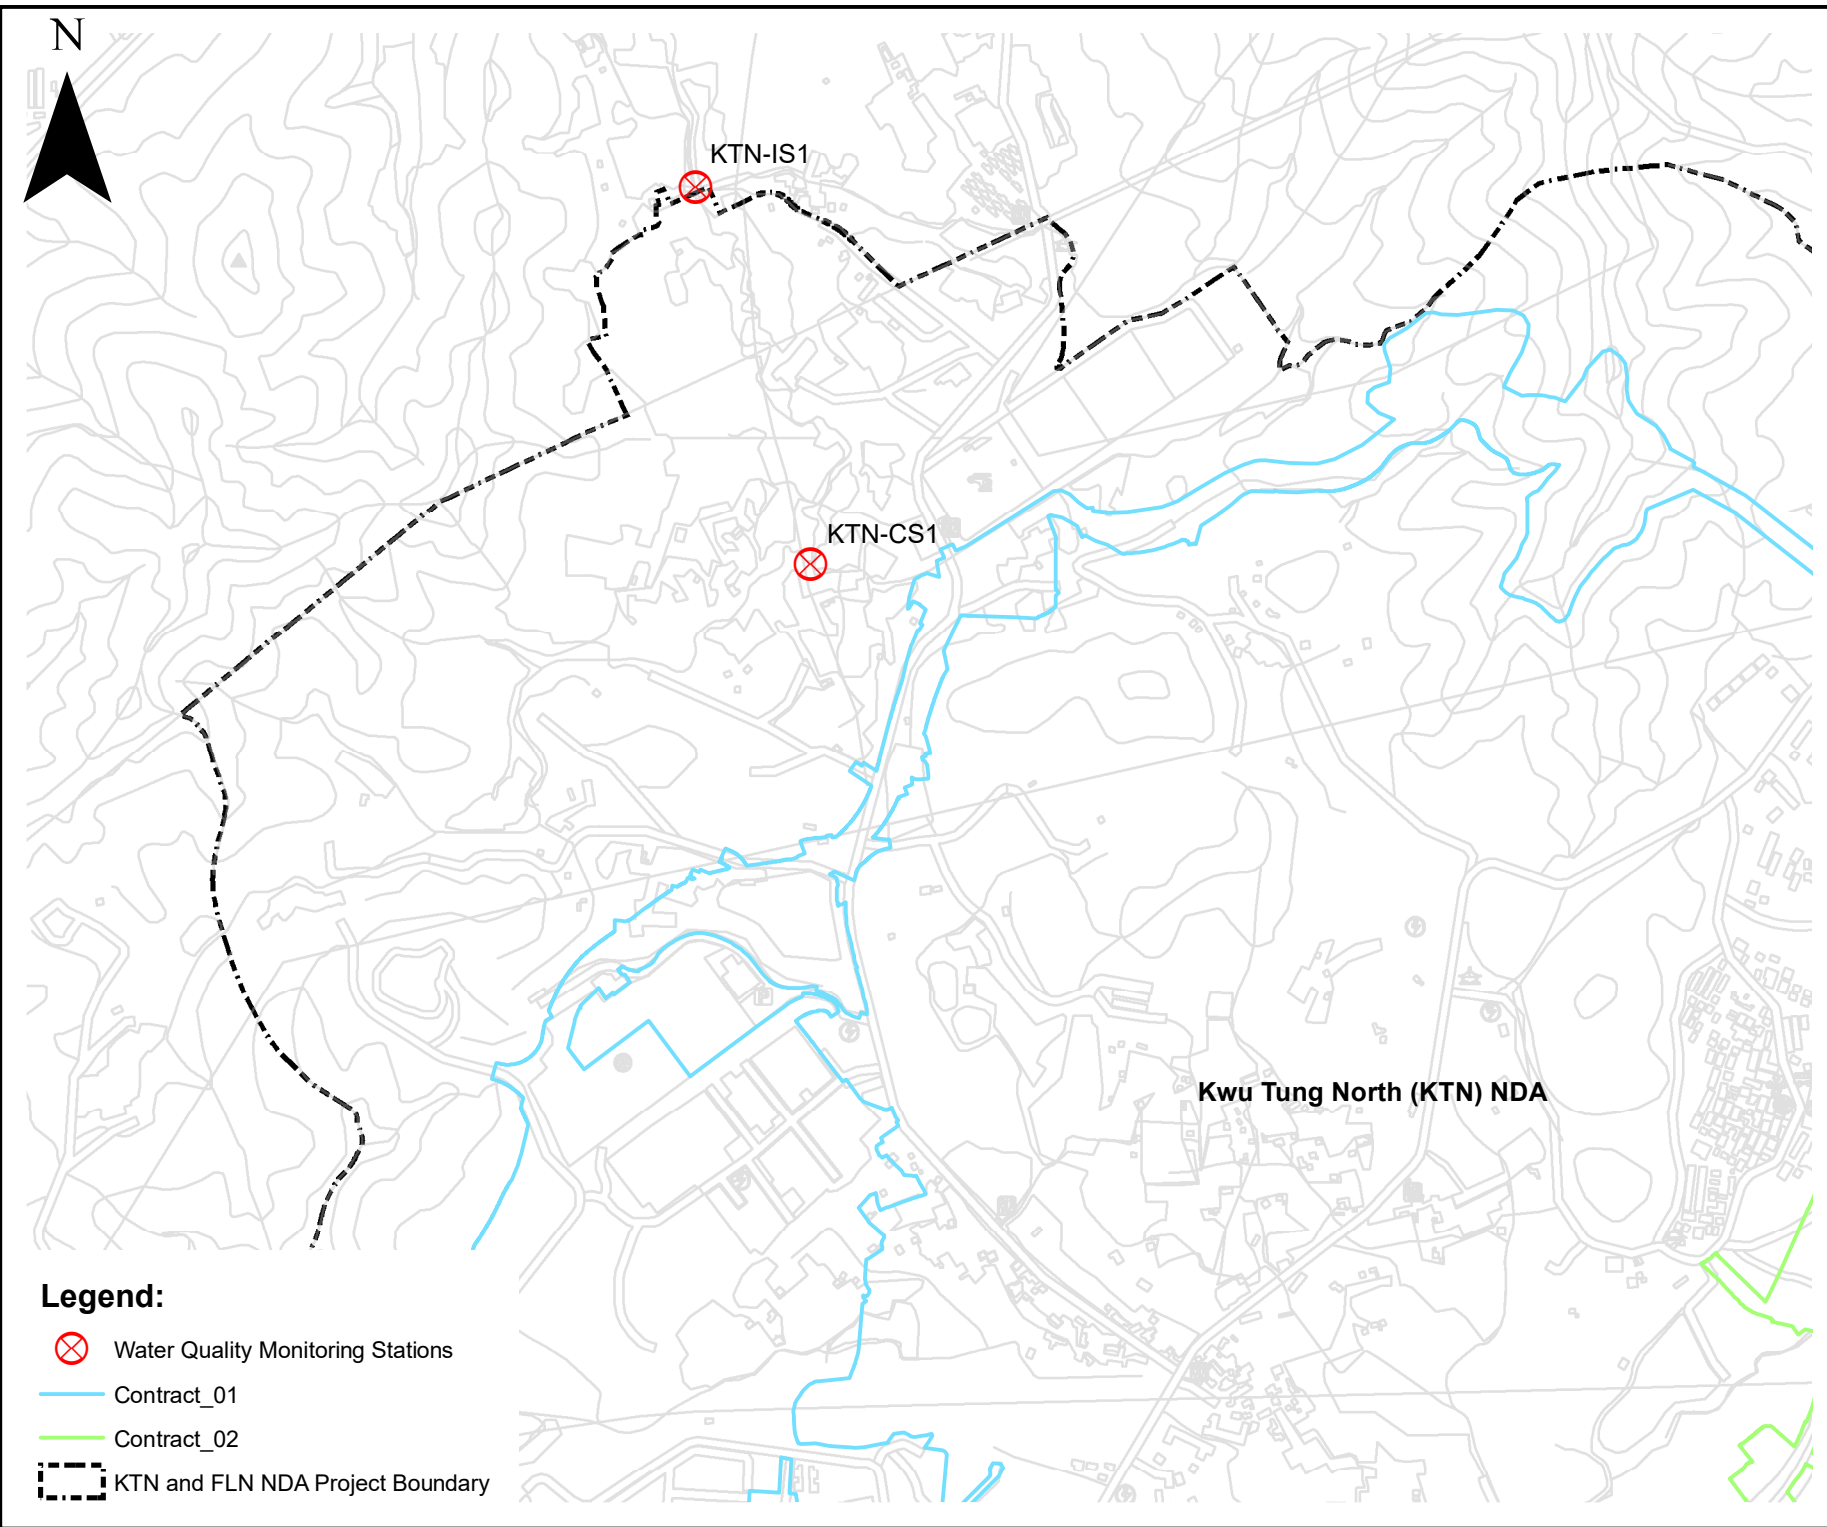 N
KTN-IS1
KTN-CS1
Kwu Tung North (KTN) NDA
Legend:
Water Quality Monitoring Stations
Contract_01
Contract_02
KTN and FLN NDA Project Boundary